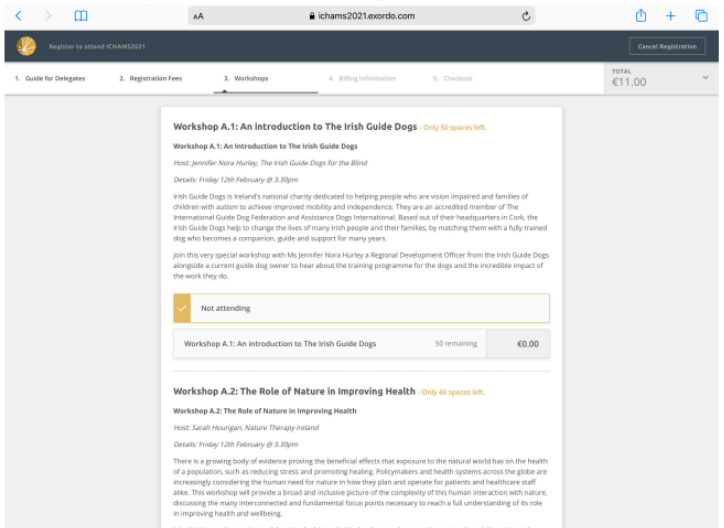 AA
ichams2021.exordo.com
Register to attend ICHAMS2021
Cancel Registration
1. Guide for Delegates
2. Registration Fees
3. Workshops
4. Billing Information
5. Checkout
TOTAL
€11.00
Workshop A.1: An introduction to The Irish Guide Dogs - Only 50 spaces left.
Workshop A.1: An Introduction to The Irish Guide Dogs
Host: Jennifer Nora Hurley, The Irish Guide Dogs for the Blind
Details: Friday 12th February @ 3.30pm
Irish Guide Dogs is Ireland's national charity dedicated to helping people who are vision impaired and families of
children with autism to achieve improved mobility and independence. They are an accredited member of The
International Guide Dog Federation and Assistance Dogs International. Based out of their headquarters in Cork, the
Irish Guide Dogs help to change the lives of many Irish people and their families, by matching them with a fully trained
dog who becomes a companion, guide and support for many years.
Join this very special workshop with Ms Jennifer Nora Hurley a Regional Development Officer from the Irish Guide Dogs
alongside a current guide dog owner to hear about the training programme for the dogs and the incredible impact of
the work they do.
Not attending
Workshop A.1: An introduction to The Irish Guide Dogs 50 remaining €0.00
Workshop A.2: The Role of Nature in Improving Health - Only 46 spaces left.
Workshop A.2: The Role of Nature in Improving Health
Host: Sarah Hourigan, Nature Therapy Ireland
Details: Friday 12th February @ 3.30pm
There is a growing body of evidence proving the beneficial effects that exposure to the natural world has on the health
of a population, such as reducing stress and promoting healing. Policymakers and health systems across the globe are
increasingly considering the human need for nature in how they plan and operate for patients and healthcare staff
alike. This workshop will provide a broad and inclusive picture of the complexity of this human interaction with nature,
discussing the many interconnected and fundamental focus points necessary to reach a full understanding of its role
in improving health and wellbeing.